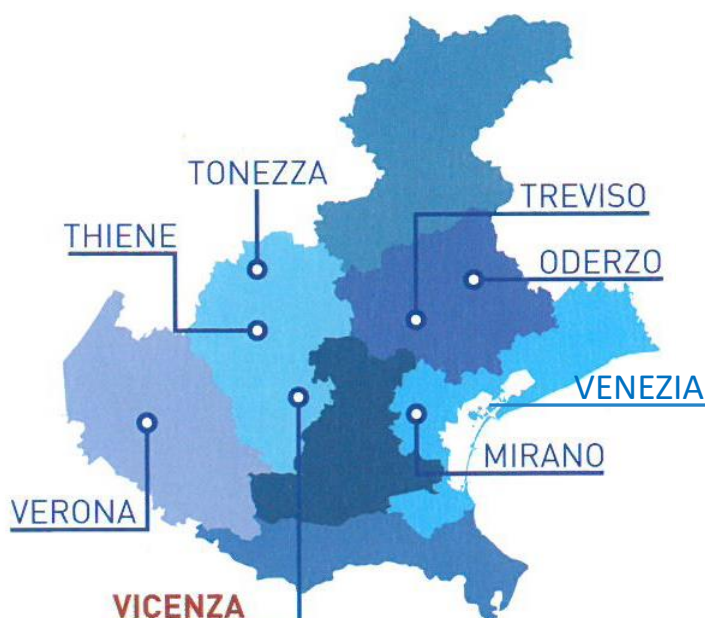 TONEZZA
TREVISO
THIENE
ODERZO
VENEZIA
MIRANO
VERONA
VICENZA